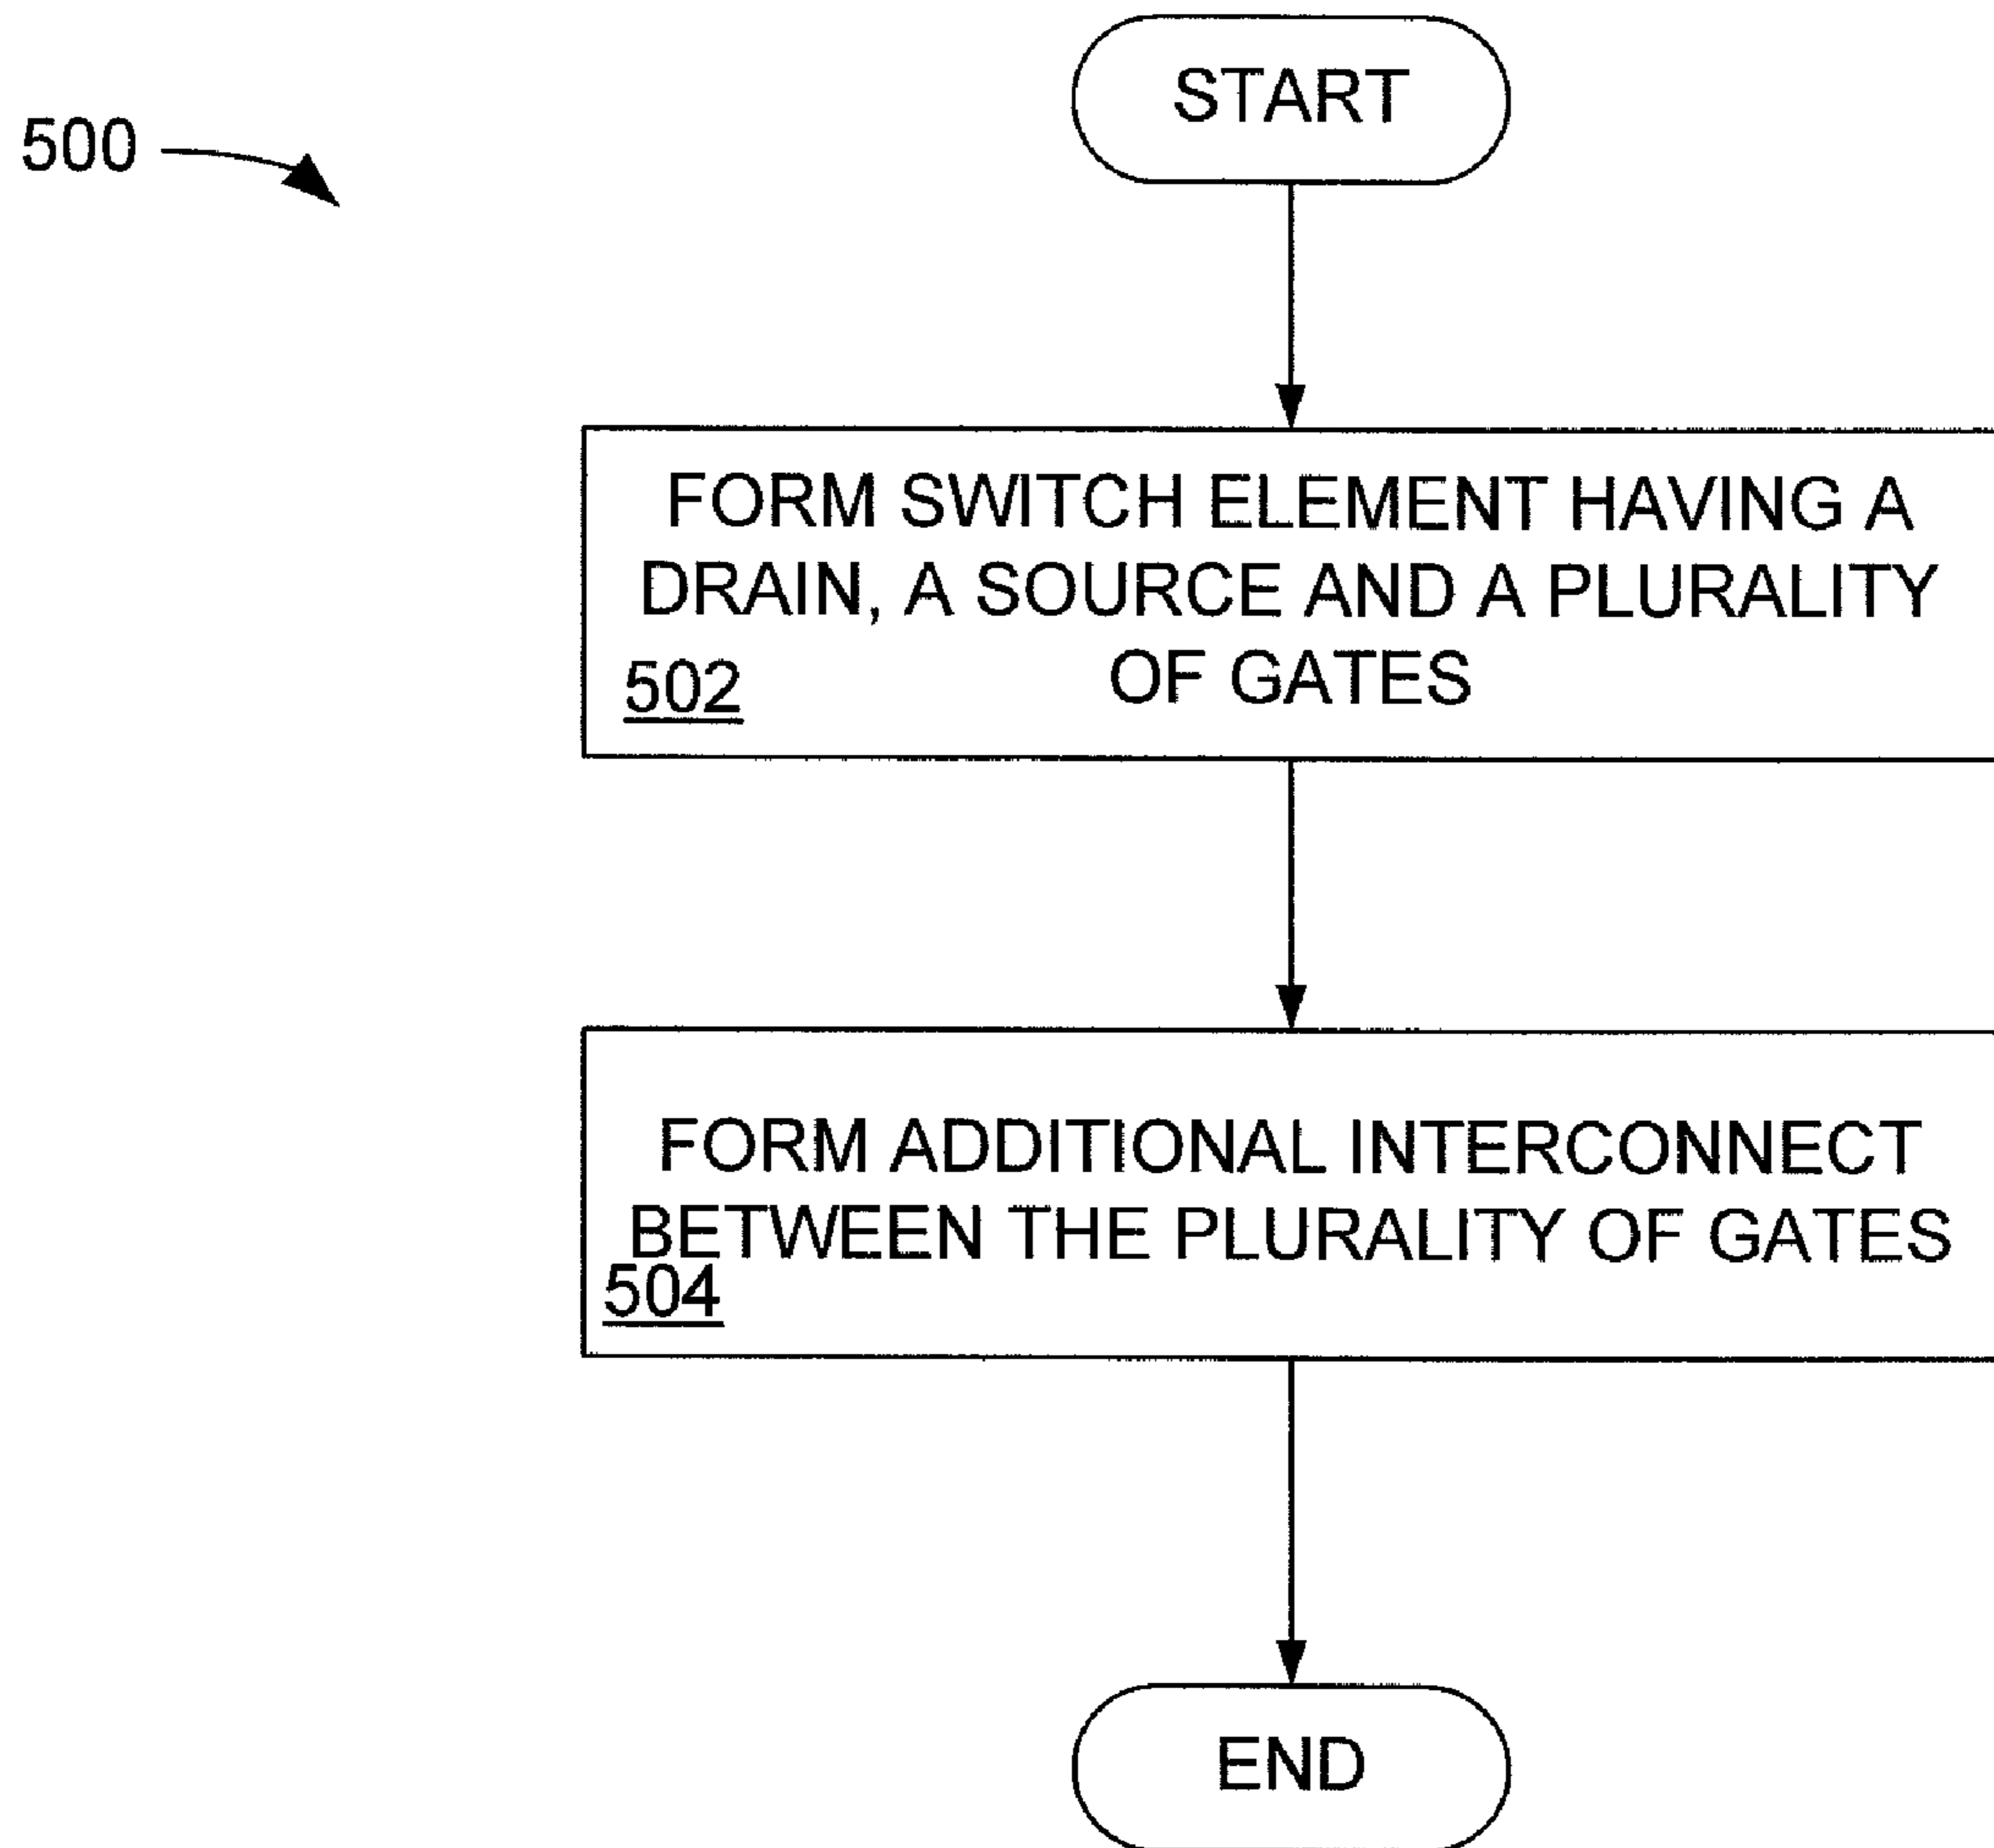 START
500
FORM SWITCH ELEMENT HAVING A
DRAIN, A SOURCE AND A PLURALITY
OF GATES
502
FORM ADDITIONAL INTERCONNECT
BETWEEN THE PLURALITY OF GATES
504
END